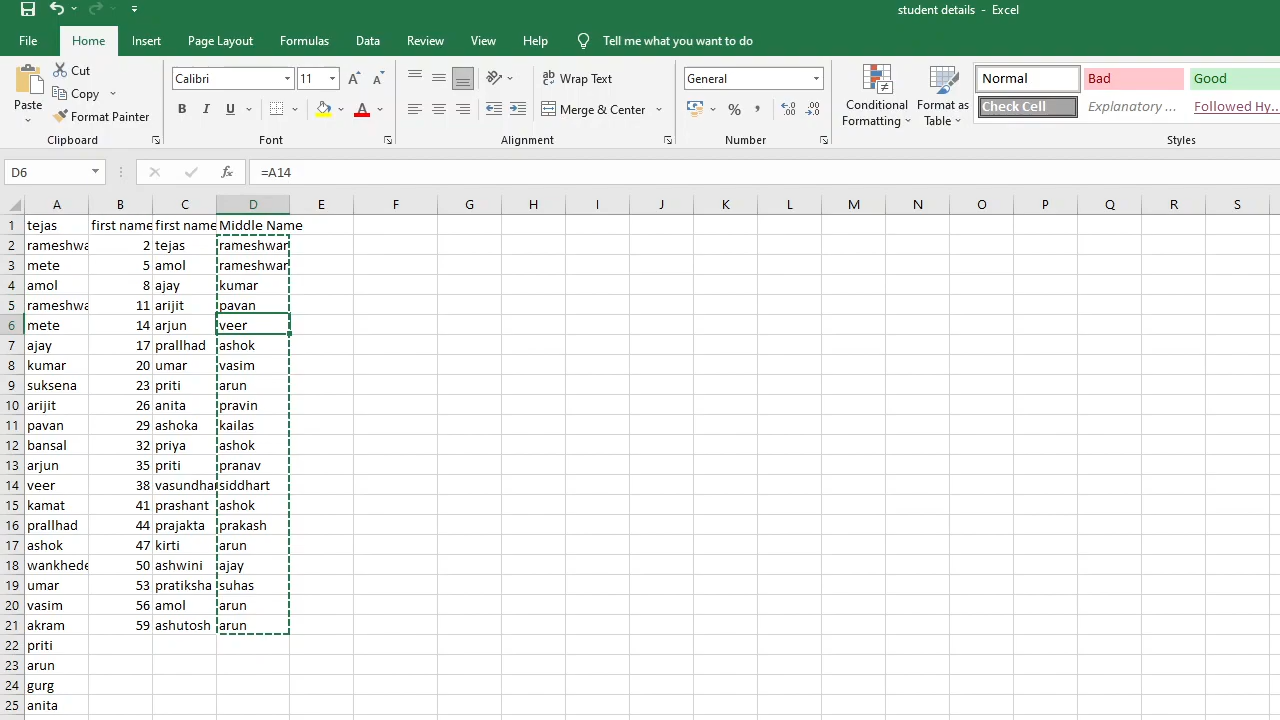 student details - Excel
File Home Insert Page Layout Formulas Data Review View Help Tell me what you want to do
Paste
Cut
Copy
Format Painter
Clipboard
Calibri 11
B I U
Font
Wrap Text
Merge & Center
Alignment
General
Number
Conditional Formatting
Format as Table
Normal Bad Good
Check Cell Explanatory ... Followed Hy...
Styles
D6 fx =A14
A B C D E F G H I J K L M N O P Q R S
1 tejas first name first name Middle Name
2 rameshwa 2 tejas rameshwar
3 mete 5 amol rameshwar
4 amol 8 ajay kumar
5 rameshwa 11 arijit pavan
6 mete 14 arjun veer
7 ajay 17 prallhad ashok
8 kumar 20 umar vasim
9 suksena 23 priti arun
10 arijit 26 anita pravin
11 pavan 29 ashoka kailas
12 bansal 32 priya ashok
13 arjun 35 priti pranav
14 veer 38 vasundhar siddhart
15 kamat 41 prashant ashok
16 prallhad 44 prajakta prakash
17 ashok 47 kirti arun
18 wankhede 50 ashwini ajay
19 umar 53 pratiksha suhas
20 vasim 56 amol arun
21 akram 59 ashutosh arun
22 priti
23 arun
24 gurg
25 anita